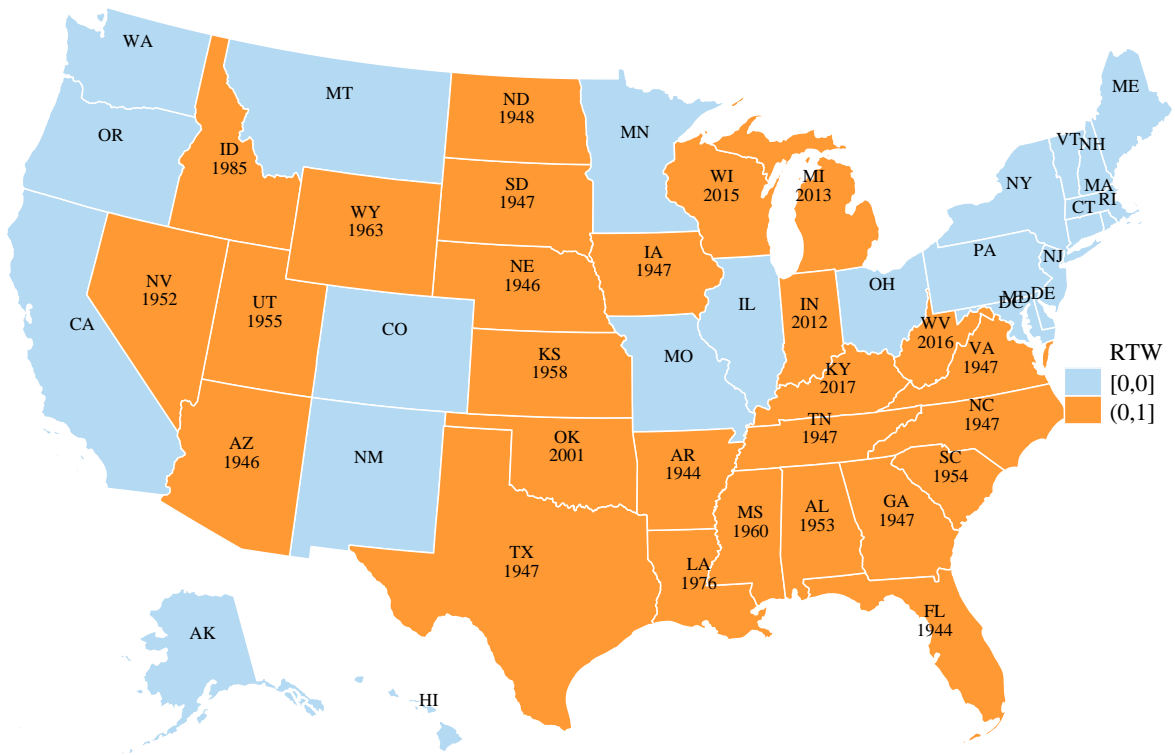 WA
MT
ND
1948
MN
ME
OR
ID
1985
SD
1947
WI
2015
MI
2013
VT
NH
NY
MA
RI
CT
WY
1963
IA
1947
PA
NJ
NV
1952
UT
1955
NE
1946
IL
IN
2012
OH
MD
DE
DC
CA
CO
KS
1958
MO
KY
2017
WV
2016
VA
1947
RTW
[0,0]
(0,1]
AZ
1946
NM
OK
2001
AR
1944
TN
1947
NC
1947
SC
1954
TX
1947
LA
1976
MS
1960
AL
1953
GA
1947
FL
1944
AK
HI